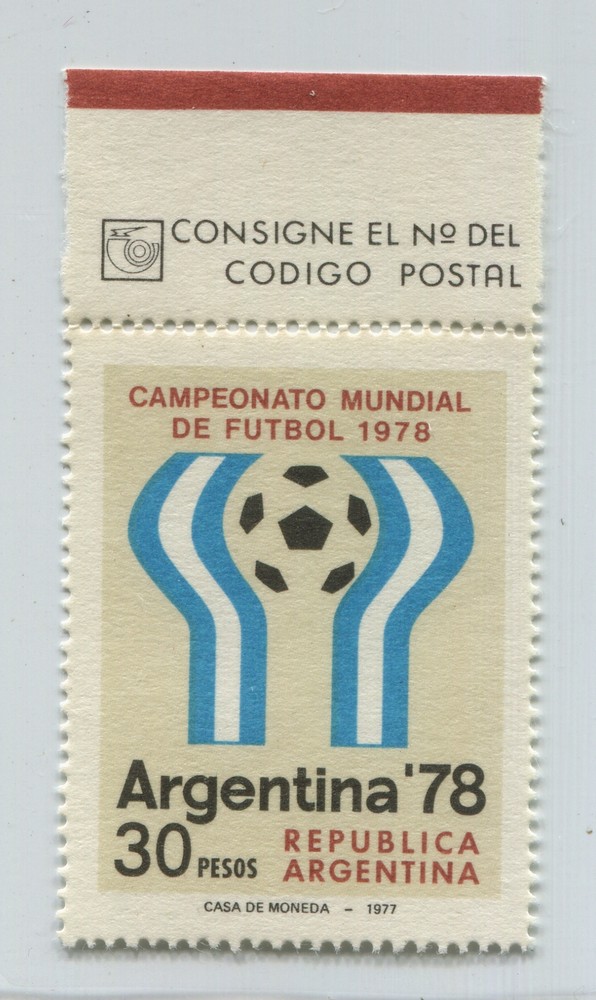 CONSIGNE EL Nº DEL
CODIGO POSTAL
CAMPEONATO MUNDIAL
DE FUTBOL 1978
Argentina '78
30 PESOS
REPUBLICA
ARGENTINA
CASA DE MONEDA – 1977